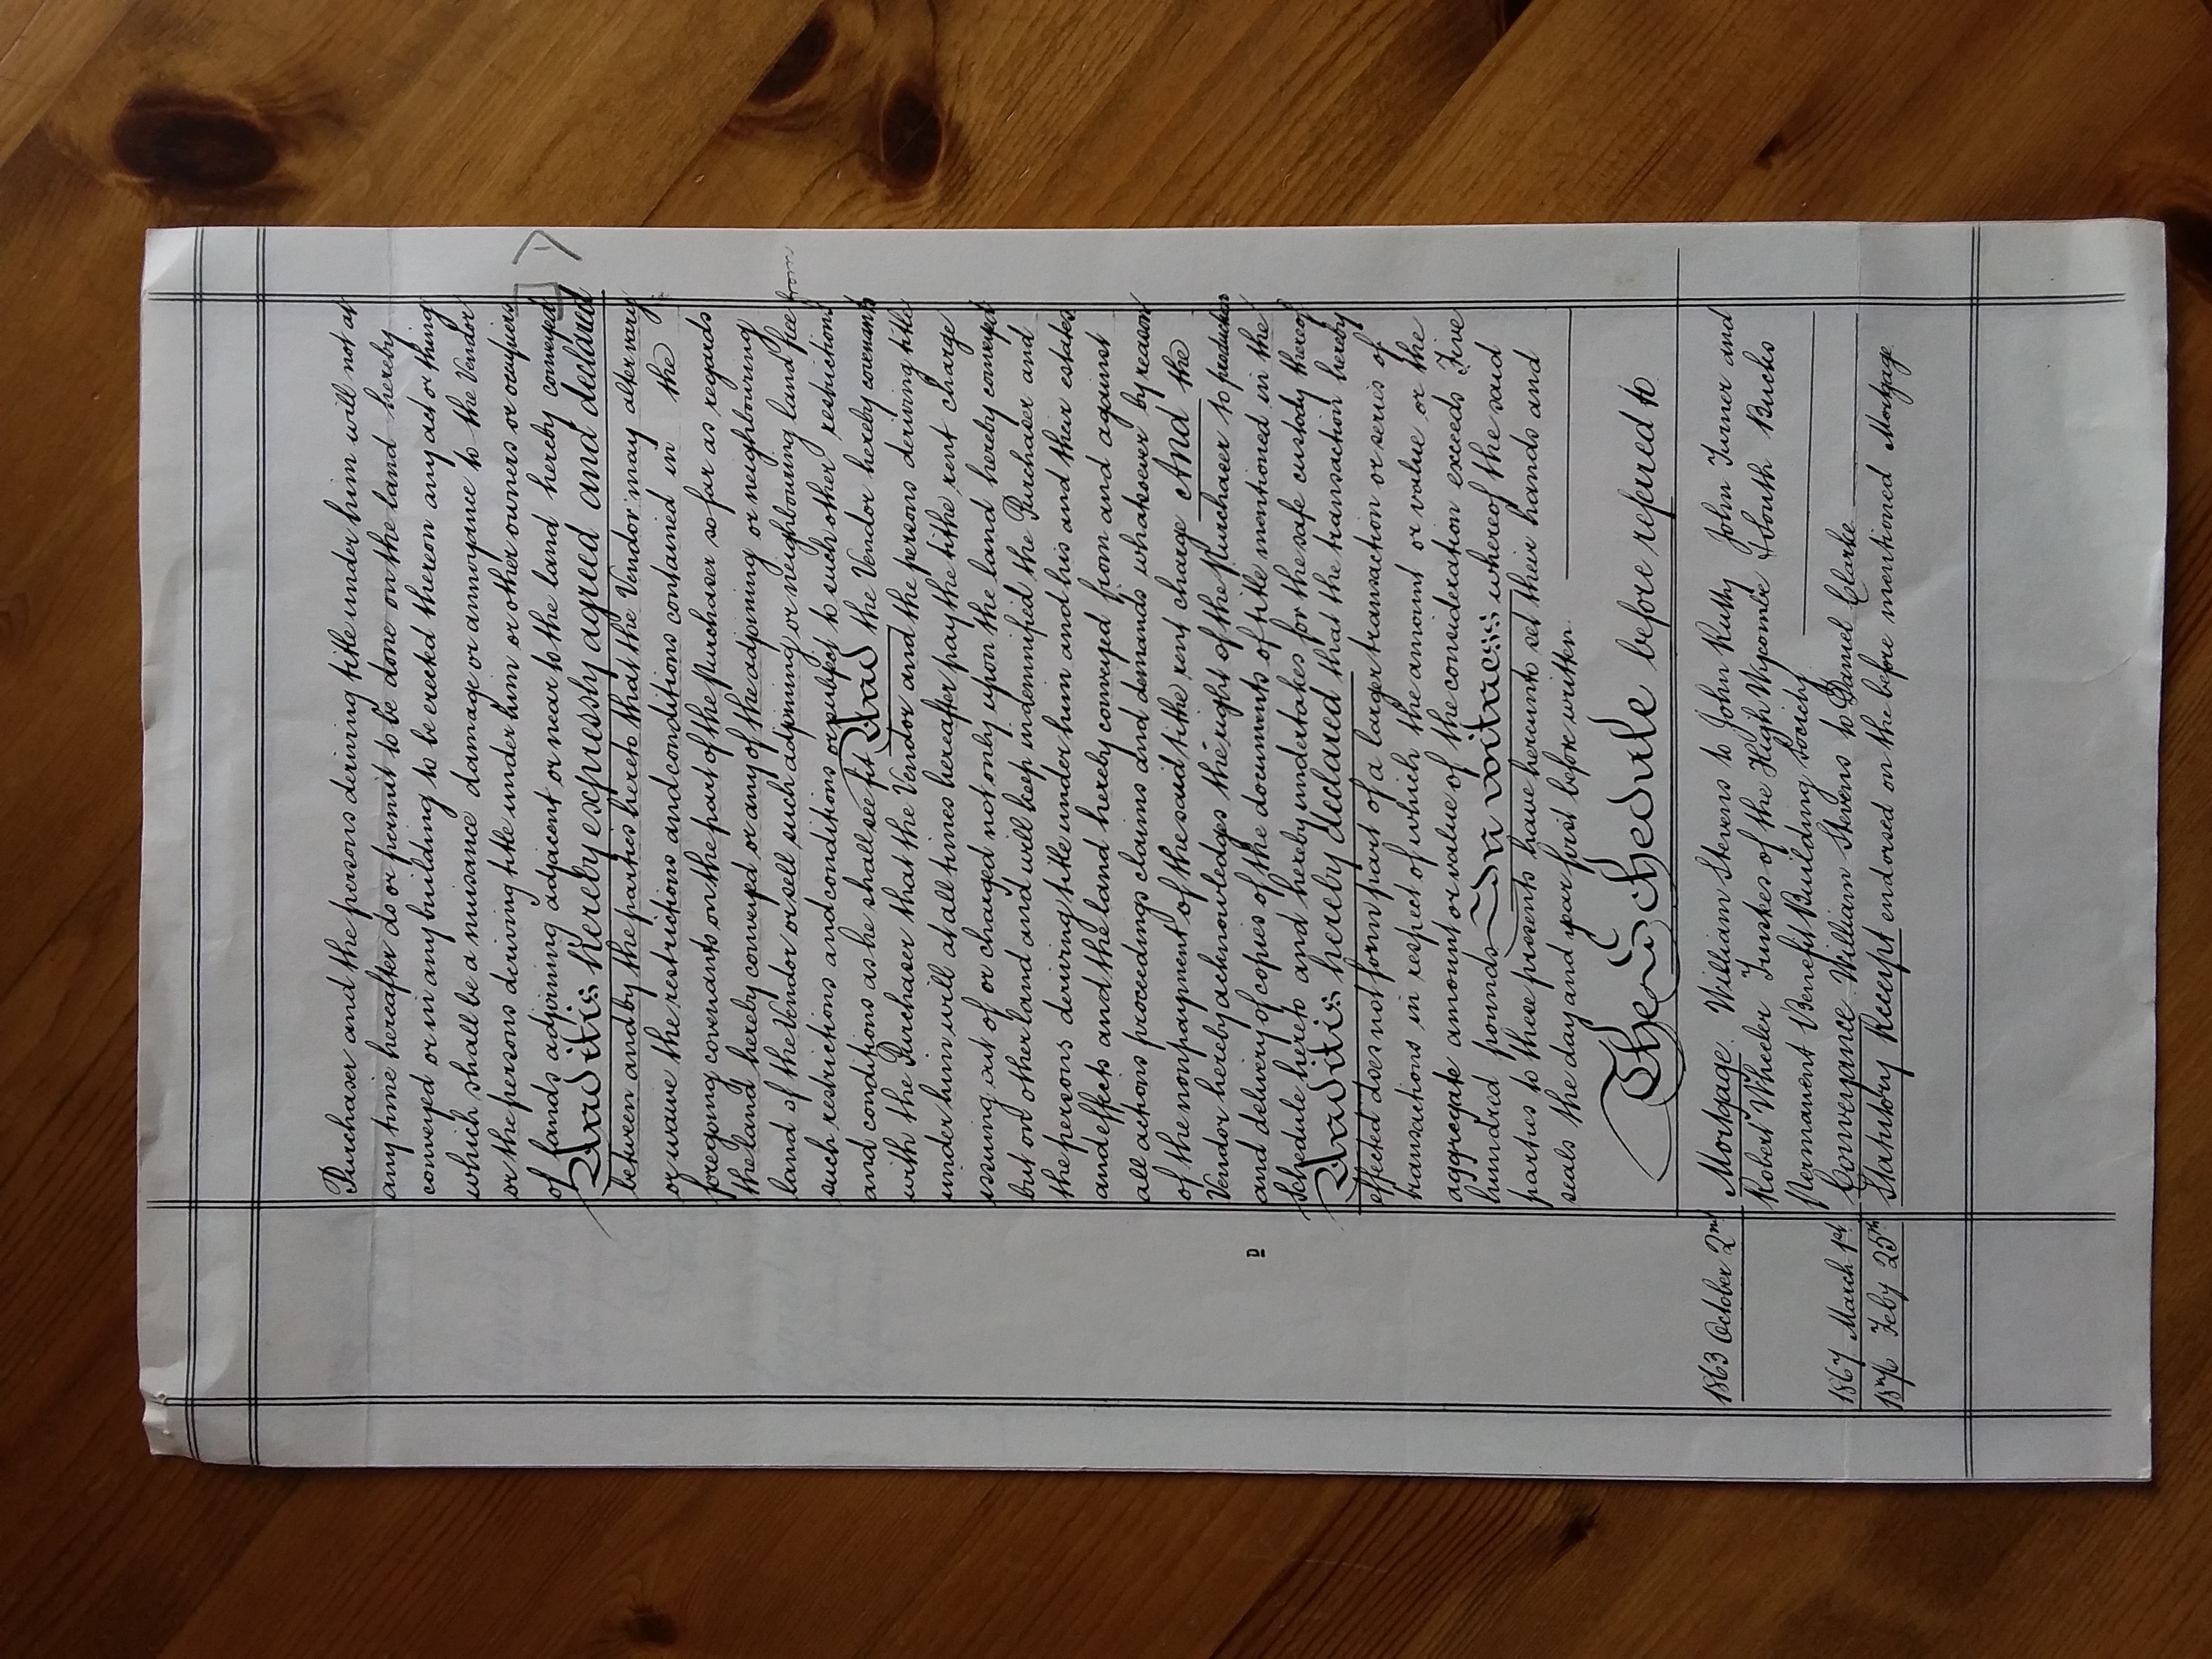 Purchaser and the persons deriving title under him will not at
any time hereafter do or permit to be done on the land hereby
conveyed or in any building to be erected thereon any act or thing
which shall be a nuisance damage or annoyance to the Vendor
or the persons deriving title under him or other owners or occupiers
of lands adjoining adjacent or near to the land hereby conveyed
And it is hereby expressly agreed and declared
between and by the parties hereto that the Vendor may alter vary
or waive the restrictions and conditions contained in the
foregoing covenants on the part of the Purchaser so far as regards
the land hereby conveyed or any of the adjoining or neighbouring
land of the Vendor or sell such adjoining or neighbouring land free from
such restrictions and conditions or subject to such other restrictions
and conditions as he shall see fit And the Vendor hereby covenants
with the Purchaser that the Vendor and the persons deriving title
under him will at all times hereafter pay the tithe rent charge
issuing out of or charged not only upon the land hereby conveyed
but on other land and will keep indemnified the Purchaser and
the persons deriving title under him and his and their estates
and effects and the land hereby conveyed from and against
all actions proceedings claims and demands whatsoever by reason
of the nonpayment of the said tithe rent charge And the
Vendor hereby acknowledges the right of the Purchaser to production
and delivery of copies of the documents of title mentioned in the
Schedule hereto and hereby undertakes for the safe custody thereof
And it is hereby declared that the transaction hereby
effected does not form part of a larger transaction or series of
transactions in respect of which the amount or value or the
aggregate amount or value of the consideration exceeds Five
hundred pounds In witness whereof the said
parties to these presents have hereunto set their hands and
seals the day and year first before written
The Schedule before referred to.
1863 October 2nd Mortgage. William Stevens to John Rutty John Turner and
Robert Wheeler Trustees of the High Wycombe & South Bucks
Permanent Benefit Building Society
1867 March 1st Conveyance William Stevens to Daniel Clarke
1876 Feby 25th Statutory Receipt endorsed on the before mentioned Mortgage
D